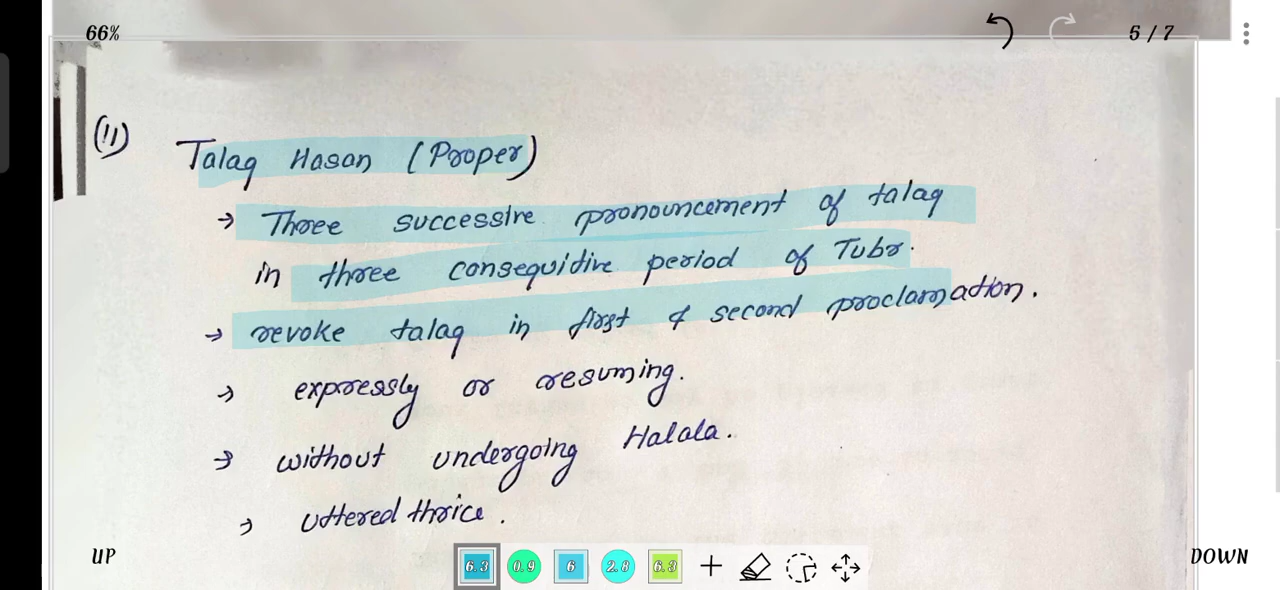 66%
5 / 7
(11)
Talaq Hasan (Proper)
→ Three successive pronouncement of talaq
in three consequidive period of Tuhr.
→ revoke talaq in first & second proclamation.
→ expressly or resuming.
→ without undergoing Halala.
→ uttered thrice.
UP
6.3 0.9 6 2.8 6.3
DOWN